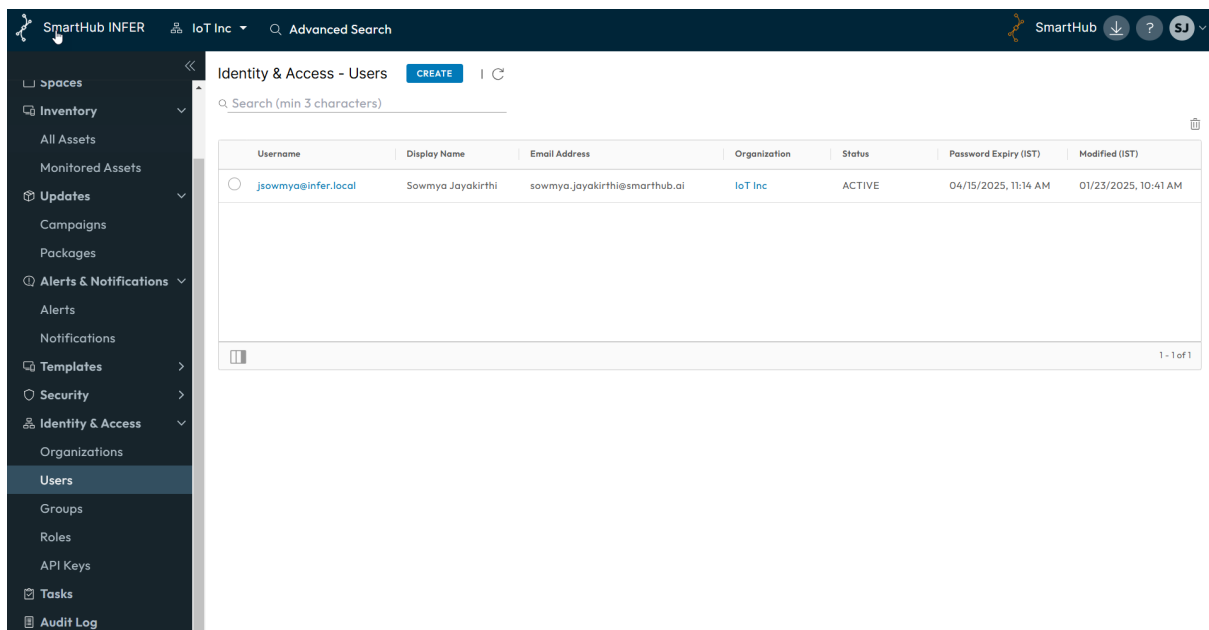 SmartHub INFER IoT Inc Advanced Search SmartHub ? SJ
Identity & Access - Users CREATE
Search (min 3 characters)
Spaces
Inventory
All Assets
Monitored Assets
Updates
Campaigns
Packages
Alerts & Notifications
Alerts
Notifications
Templates
Security
Identity & Access
Organizations
Users
Groups
Roles
API Keys
Tasks
Audit Log
Username Display Name Email Address Organization Status Password Expiry (IST) Modified (IST)
jsowmya@infer.local Sowmya Jayakirthi sowmya.jayakirthi@smarthub.ai IoT Inc ACTIVE 04/15/2025, 11:14 AM 01/23/2025, 10:41 AM
1 - 1 of 1